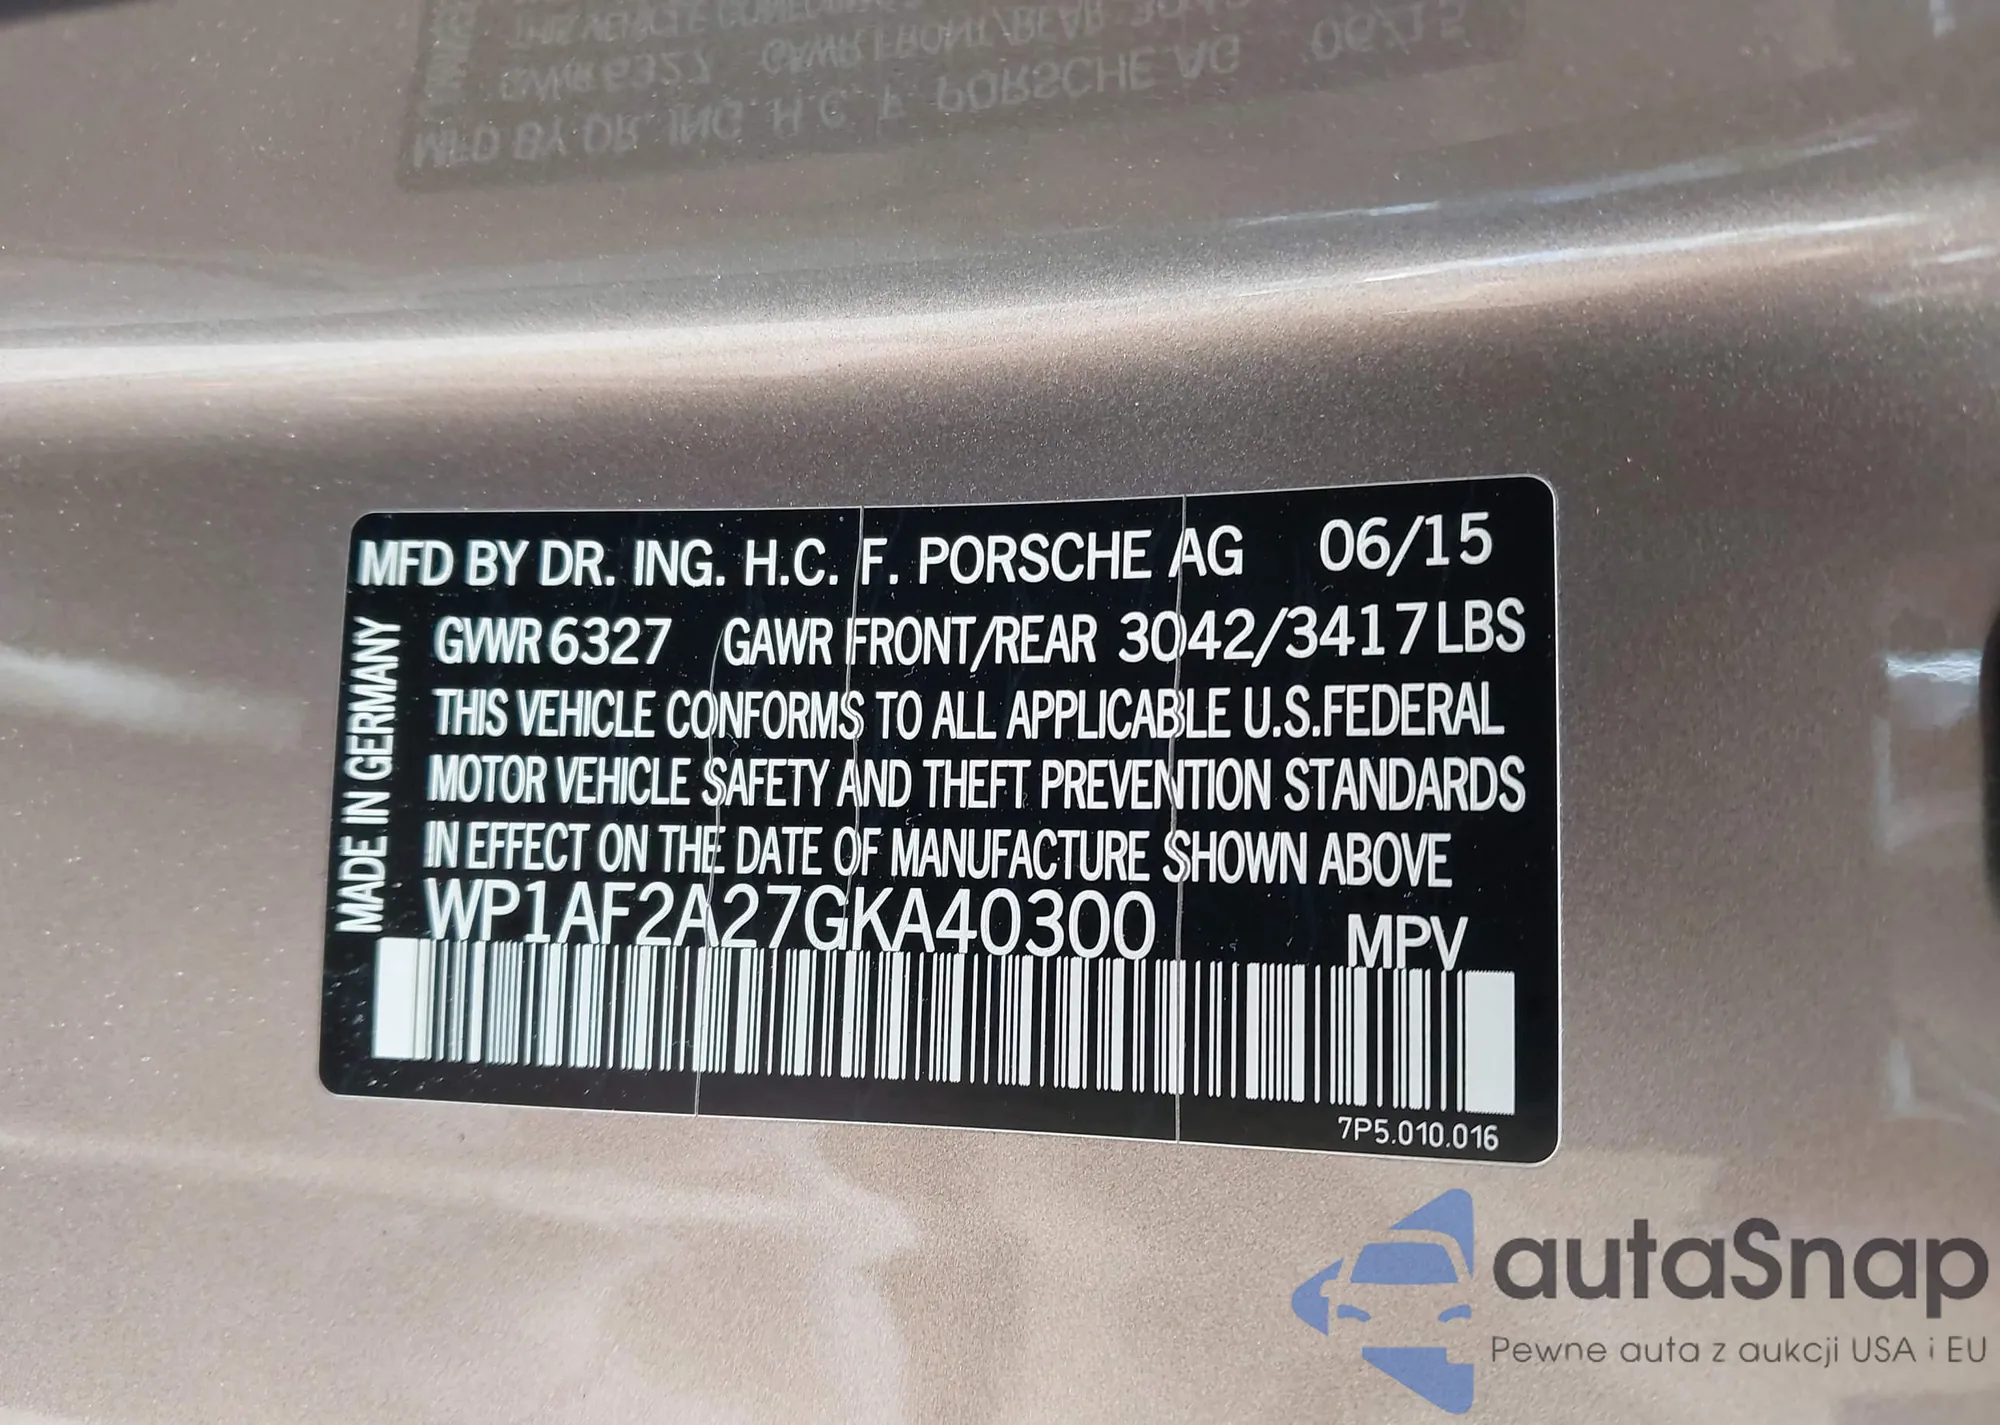 MFD BY DR. ING. H.C. F. PORSCHE AG 06/15
GVWR 6327 GAWR FRONT/REAR 3042/3417LBS
THIS VEHICLE CONFORMS TO ALL APPLICABLE U.S.FEDERAL
MOTOR VEHICLE SAFETY AND THEFT PREVENTION STANDARDS
IN EFFECT ON THE DATE OF MANUFACTURE SHOWN ABOVE
WP1AF2A27GKA40300 MPV
7P5.010.016
MADE IN GERMANY
autaSnap
Pewne auta z aukcji USA i EU